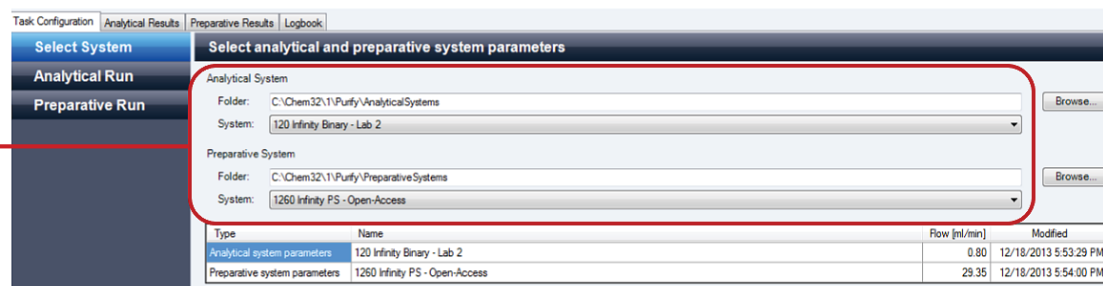 Task Configuration Analytical Results Preparative Results Logbook
Select System
Select analytical and preparative system parameters
Analytical Run
Preparative Run
Analytical System
Folder: C:\Chem32\1\Purify\AnalyticalSystems Browse...
System: 120 Infinity Binary - Lab 2
Preparative System
Folder: C:\Chem32\1\Purify\PreparativeSystems Browse...
System: 1260 Infinity PS - Open-Access
Type Name Flow [ml/min] Modified
Analytical system parameters 120 Infinity Binary - Lab 2 0.80 12/18/2013 5:53:29 PM
Preparative system parameters 1260 Infinity PS - Open-Access 29.35 12/18/2013 5:54:00 PM